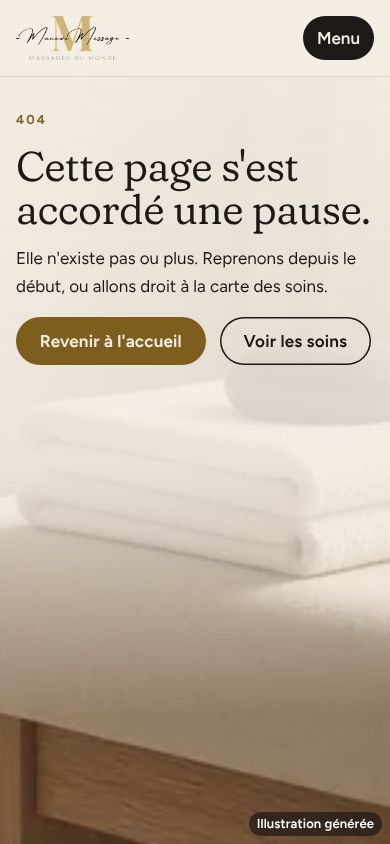 M
MASSAGES DU MONDE
Menu
404
Cette page s'est
accordé une pause.
Elle n'existe pas ou plus. Reprenons depuis le
début, ou allons droit à la carte des soins.
Revenir à l'accueil
Voir les soins
Illustration générée